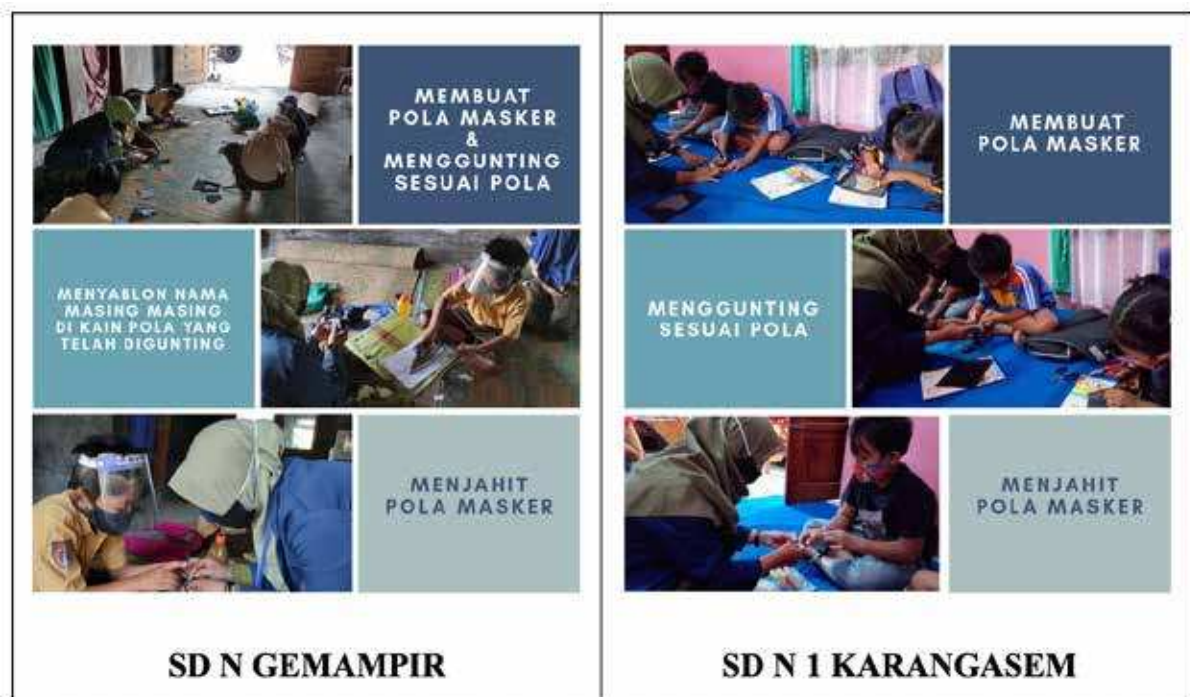 MEMBUAT
POLA MASKER
&
MENGGUNTING
SESUAI POLA
MENYABLON NAMA
MASING MASING
DI KAIN POLA YANG
TELAH DIGUNTING
MENJAHIT
POLA MASKER
SD N GEMAMPIR
MEMBUAT
POLA MASKER
MENGGUNTING
SESUAI POLA
MENJAHIT
POLA MASKER
SD N 1 KARANGASEM